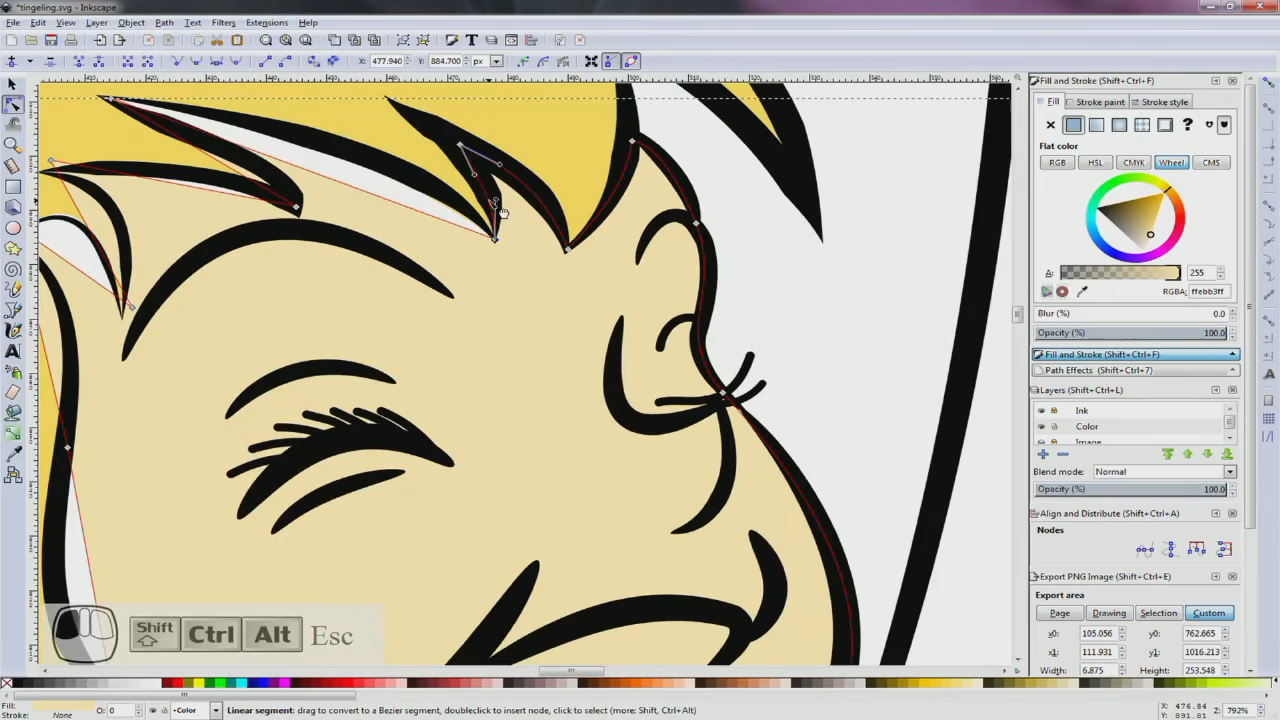 *tingeling.svg - Inkscape
File Edit View Layer Object Path Filters Text Extensions Help
X: 477.940 Y: 884.700 px
Fill and Stroke (Shift+Ctrl+F)
Fill Stroke paint Stroke style
Flat color
RGB HSL CMYK Wheel CMS
A: 255
RGBA: ffebb3ff
Blur (%) 0.0
Opacity (%) 100.0
Fill and Stroke (Shift+Ctrl+F)
Path Effects (Shift+Ctrl+7)
Layers (Shift+Ctrl+L)
Ink
Color
Image
Blend mode: Normal
Opacity (%) 100.0
Align and Distribute (Shift+Ctrl+A)
Nodes
Export PNG Image (Shift+Ctrl+E)
Export area
Page Drawing Selection Custom
x0: 105.056 y0: 762.665
x1: 111.931 y1: 1016.213
Width: 6.875 Height: 253.548
Shift Ctrl Alt Esc
Fill:
Stroke: None
O: 0
•Color
Linear segment: drag to convert to a Bezier segment, doubleclick to insert node, click to select (more: Shift, Ctrl+Alt)
X: 476.84
Y: 891.81
Z: 792%